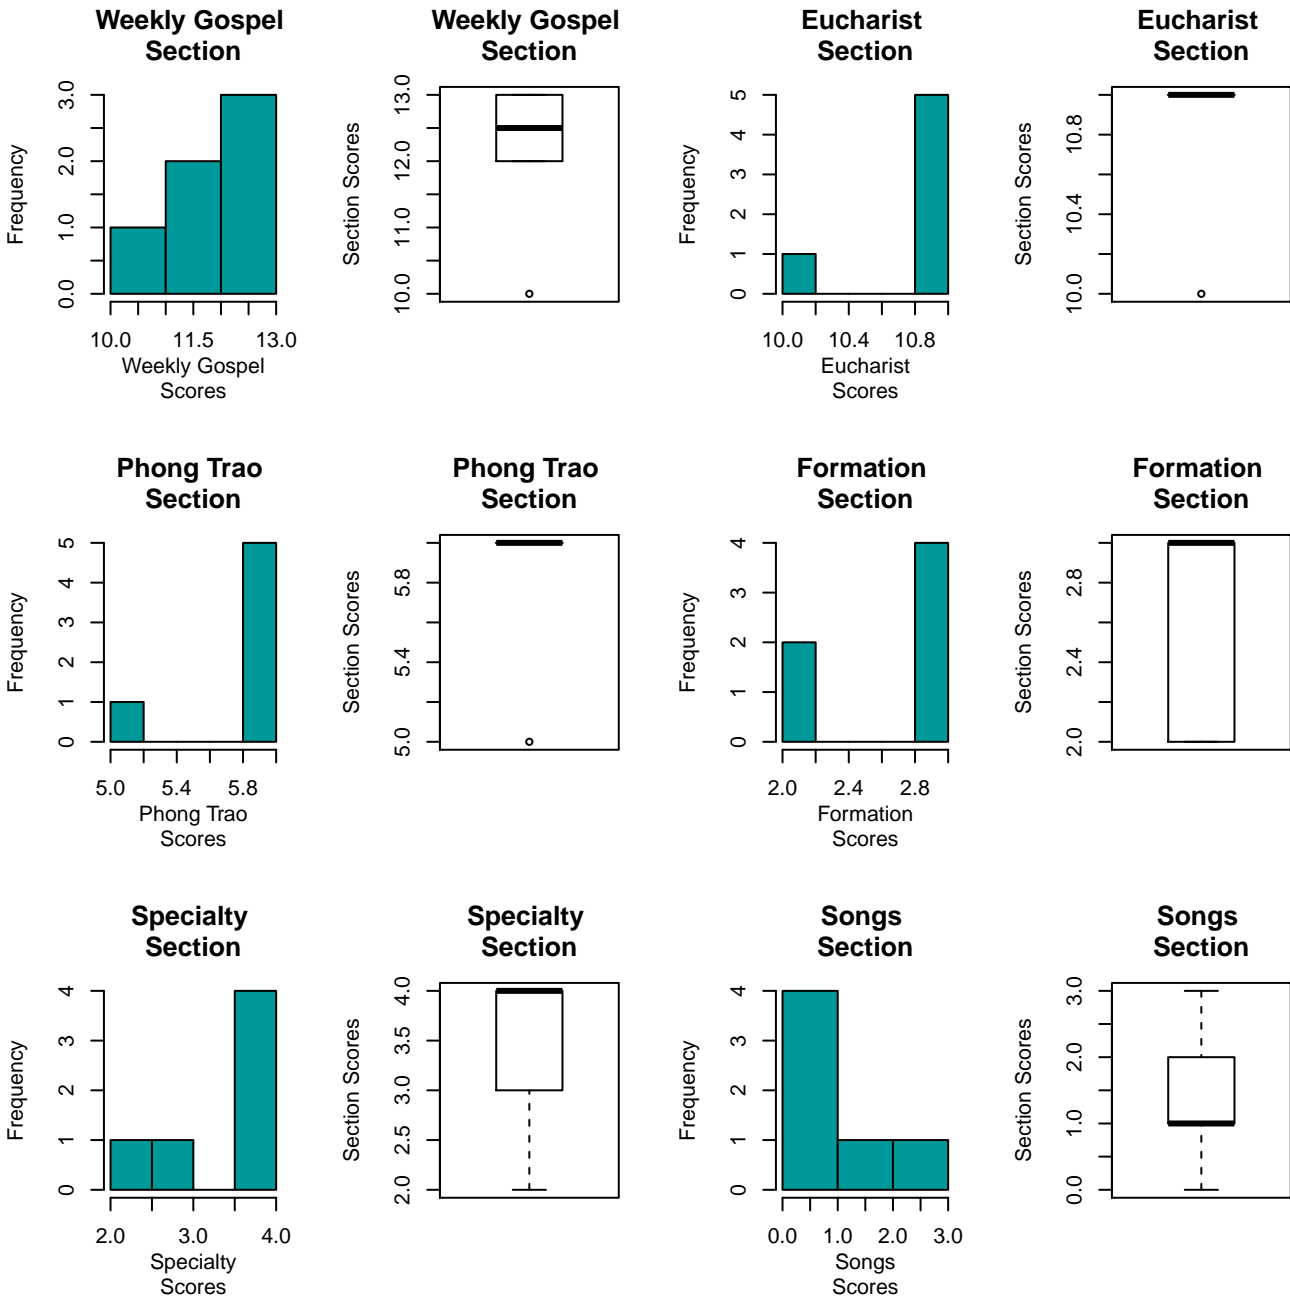 Weekly Gospel
Section
Frequency
0.0
1.0
2.0
3.0
10.0 11.5 13.0
Weekly Gospel
Scores
Weekly Gospel
Section
Section Scores
10.0
11.0
12.0
13.0
Eucharist
Section
Frequency
0
1
2
3
4
5
10.0 10.4 10.8
Eucharist
Scores
Eucharist
Section
Section Scores
10.0
10.4
10.8
Phong Trao
Section
Frequency
0
1
2
3
4
5
5.0 5.4 5.8
Phong Trao
Scores
Phong Trao
Section
Section Scores
5.0
5.4
5.8
Formation
Section
Frequency
0
1
2
3
4
2.0 2.4 2.8
Formation
Scores
Formation
Section
Section Scores
2.0
2.4
2.8
Specialty
Section
Frequency
0
1
2
3
4
2.0 3.0 4.0
Specialty
Scores
Specialty
Section
Section Scores
2.0
2.5
3.0
3.5
4.0
Songs
Section
Frequency
0
1
2
3
4
0.0 1.0 2.0 3.0
Songs
Scores
Songs
Section
Section Scores
0.0
1.0
2.0
3.0